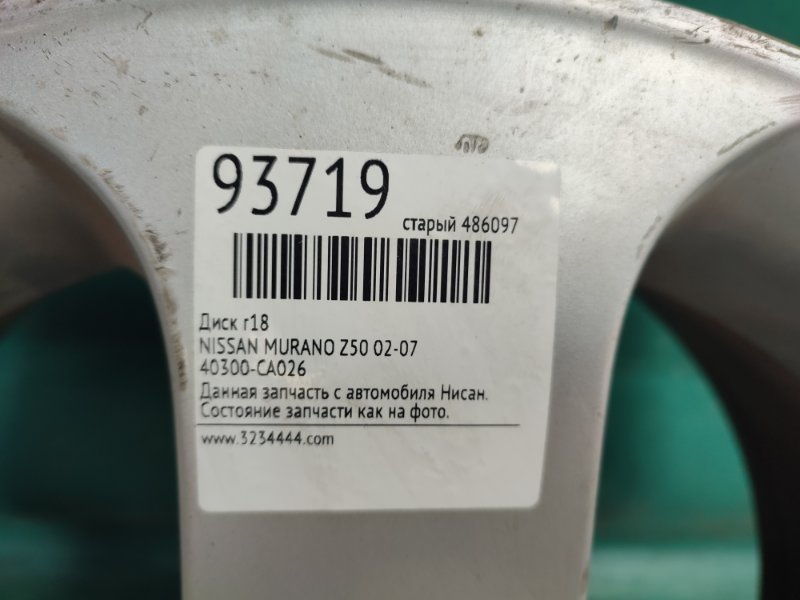 93719
старый 486097
Диск r18
NISSAN MURANO Z50 02-07
40300-CA026
Данная запчасть с автомобиля Нисан.
Состояние запчасти как на фото.
www.3234444.com